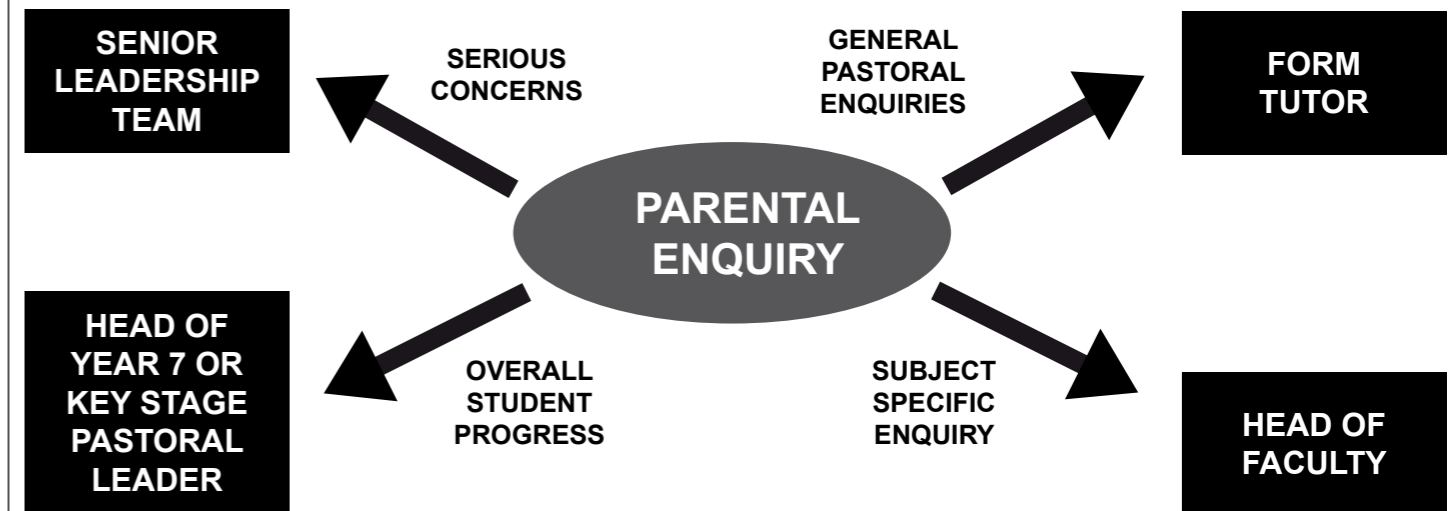 SENIOR
LEADERSHIP
TEAM
SERIOUS
CONCERNS
GENERAL
PASTORAL
ENQUIRIES
FORM
TUTOR
PARENTAL
ENQUIRY
HEAD OF
YEAR 7 OR
KEY STAGE
PASTORAL
LEADER
OVERALL
STUDENT
PROGRESS
SUBJECT
SPECIFIC
ENQUIRY
HEAD OF
FACULTY